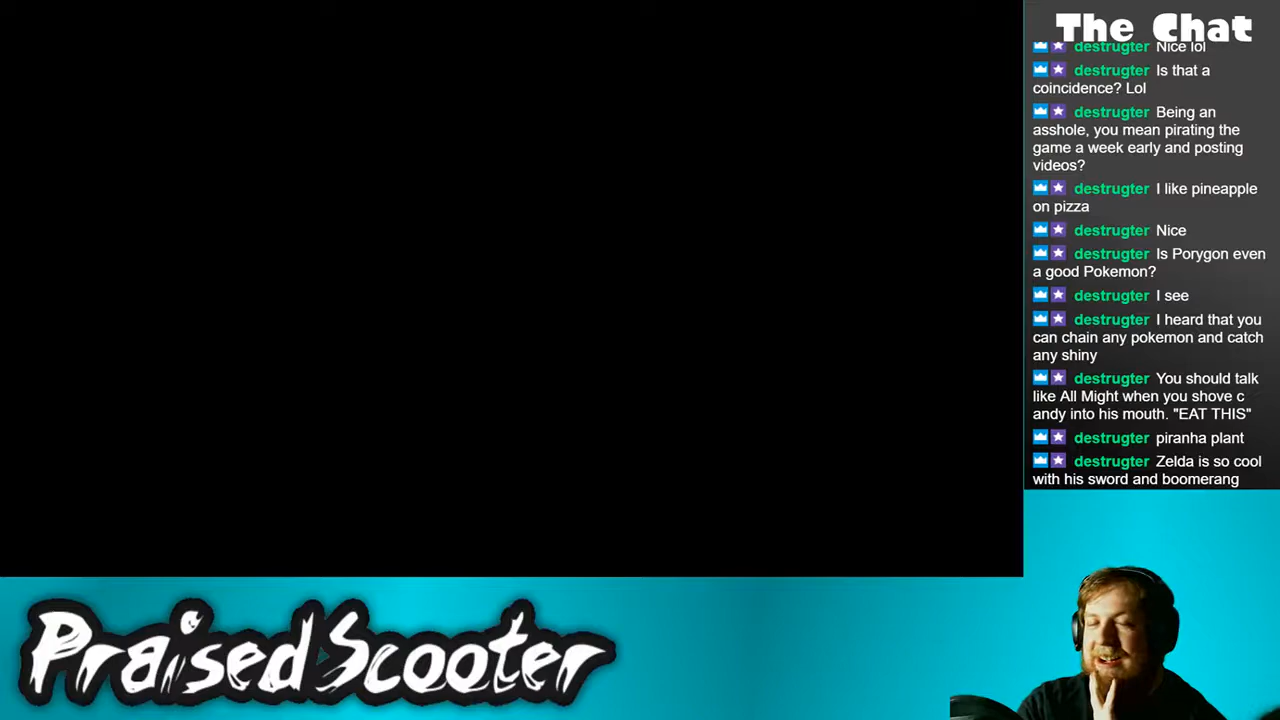 The Chat
destrugter Nice lol
destrugter Is that a
coincidence? Lol
destrugter Being an
asshole, you mean pirating the
game a week early and posting
videos?
destrugter I like pineapple
on pizza
destrugter Nice
destrugter Is Porygon even
a good Pokemon?
destrugter I see
destrugter I heard that you
can chain any pokemon and catch
any shiny
destrugter You should talk
like All Might when you shove c
andy into his mouth. "EAT THIS"
destrugter piranha plant
destrugter Zelda is so cool
with his sword and boomerang
PraisedScooter